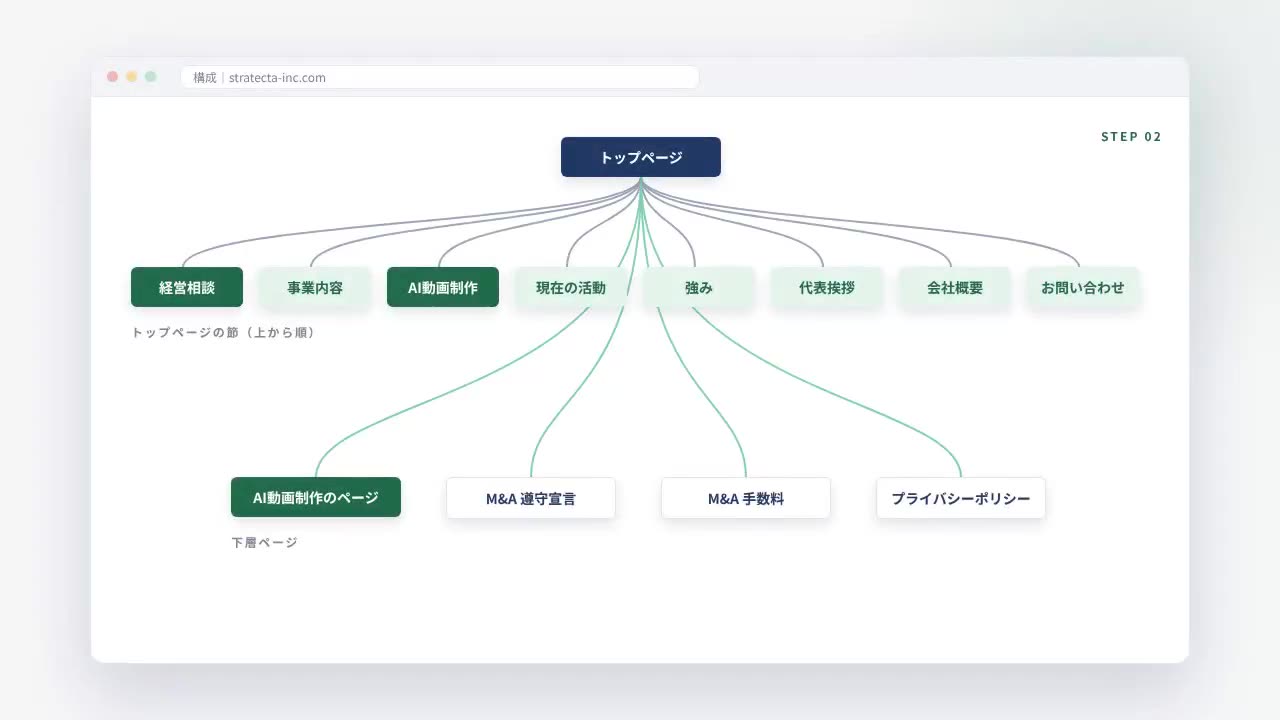 構成｜stratecta-inc.com
STEP 02
トップページ
経営相談
事業内容
AI動画制作
現在の活動
強み
代表挨拶
会社概要
お問い合わせ
トップページの節（上から順）
AI動画制作のページ
M&A 遵守宣言
M&A 手数料
プライバシーポリシー
下層ページ